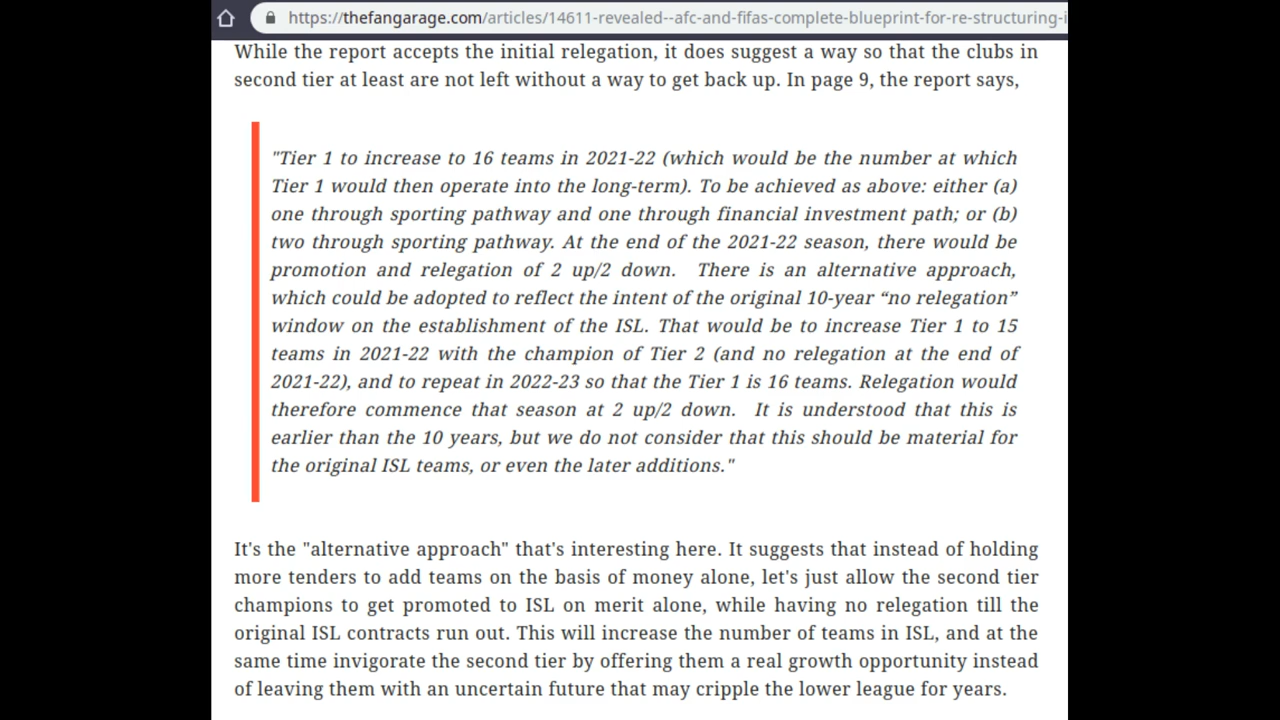 https://thefangarage.com/articles/14611-revealed--afc-and-fifas-complete-blueprint-for-re-structuring-i
While the report accepts the initial relegation, it does suggest a way so that the clubs in
second tier at least are not left without a way to get back up. In page 9, the report says,
"Tier 1 to increase to 16 teams in 2021-22 (which would be the number at which
Tier 1 would then operate into the long-term). To be achieved as above: either (a)
one through sporting pathway and one through financial investment path; or (b)
two through sporting pathway. At the end of the 2021-22 season, there would be
promotion and relegation of 2 up/2 down.  There is an alternative approach,
which could be adopted to reflect the intent of the original 10-year “no relegation”
window on the establishment of the ISL. That would be to increase Tier 1 to 15
teams in 2021-22 with the champion of Tier 2 (and no relegation at the end of
2021-22), and to repeat in 2022-23 so that the Tier 1 is 16 teams. Relegation would
therefore commence that season at 2 up/2 down.  It is understood that this is
earlier than the 10 years, but we do not consider that this should be material for
the original ISL teams, or even the later additions."
It's the "alternative approach" that's interesting here. It suggests that instead of holding
more tenders to add teams on the basis of money alone, let's just allow the second tier
champions to get promoted to ISL on merit alone, while having no relegation till the
original ISL contracts run out. This will increase the number of teams in ISL, and at the
same time invigorate the second tier by offering them a real growth opportunity instead
of leaving them with an uncertain future that may cripple the lower league for years.